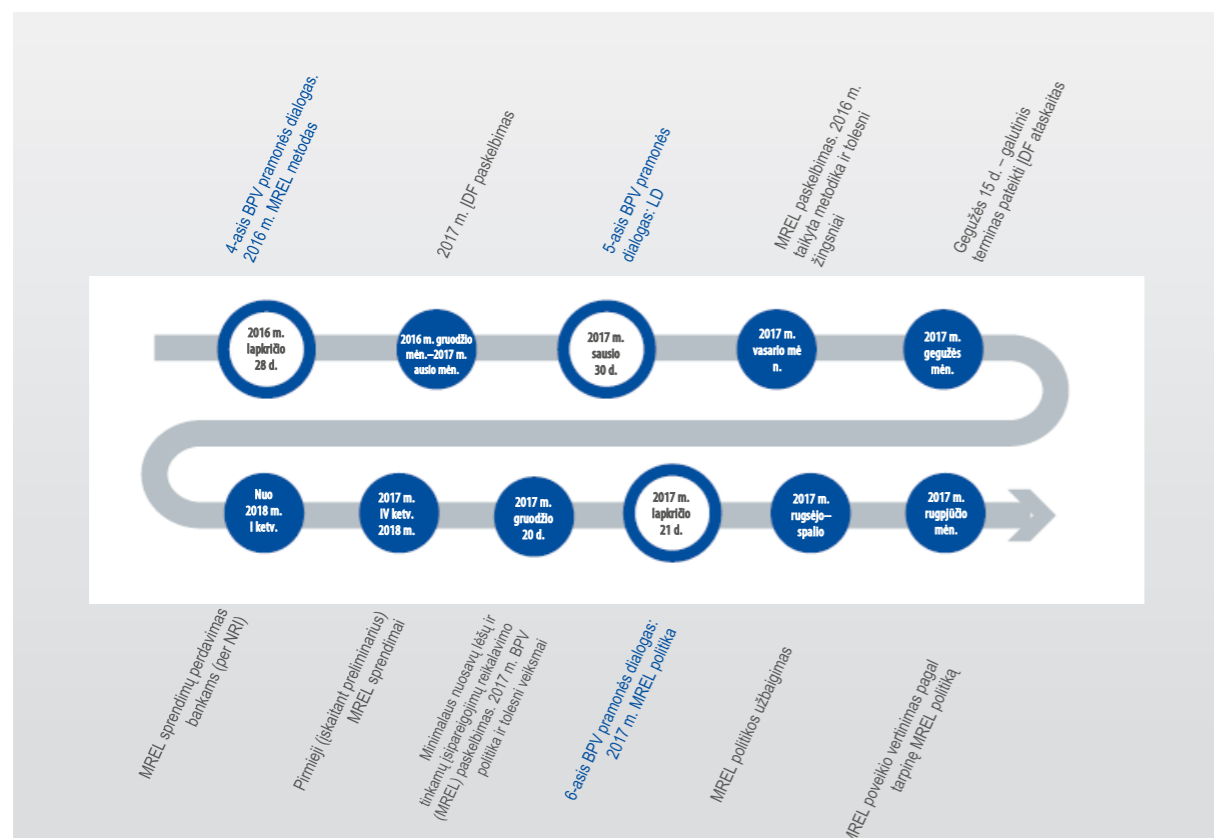 4-asis BPV pramonės dialogas.
2016 m. MREL metodas
2017 m. ĮDF paskelbimas
5-asis BPV pramonės
dialogas: LD
MREL paskelbimas. 2016 m.
taikyta metodika ir tolesni
žingsniai
Gegužės 15 d. – galutinis
terminas pateikti ĮDF ataskaitas
2016 m.
lapkričio
28 d.
2016 m. gruodžio
mėn.–2017 m.
ausio mėn.
2017 m.
sausio
30 d.
2017 m.
vasario mė
n.
2017 m.
gegužės
mėn.
Nuo
2018 m.
I ketv.
2017 m.
IV ketv.
2018 m.
2017 m.
gruodžio
20 d.
2017 m.
lapkričio
21 d.
2017 m.
rugsėjo–
spalio
2017 m.
rugpjūčio
mėn.
MREL sprendimų perdavimas
bankams (per NRI)
Pirmieji (įskaitant preliminarius)
MREL sprendimai
Minimalaus nuosavų lėšų ir
tinkamų įsipareigojimų reikalavimo
(MREL) paskelbimas. 2017 m. BPV
politika ir tolesni veiksmai
6-asis BPV pramonės dialogas:
2017 m. MREL politika
MREL politikos užbaigimas
MREL poveikio vertinimas pagal
tarpinę MREL politiką